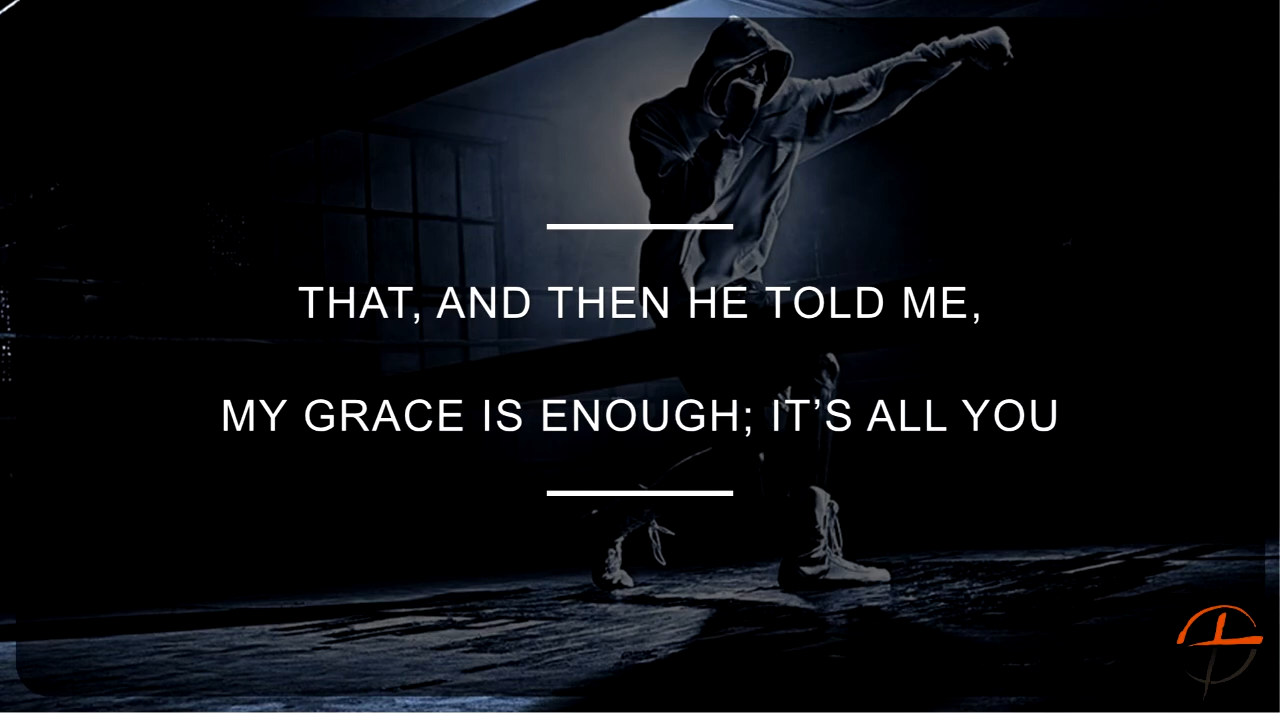 THAT, AND THEN HE TOLD ME,
MY GRACE IS ENOUGH; IT’S ALL YOU